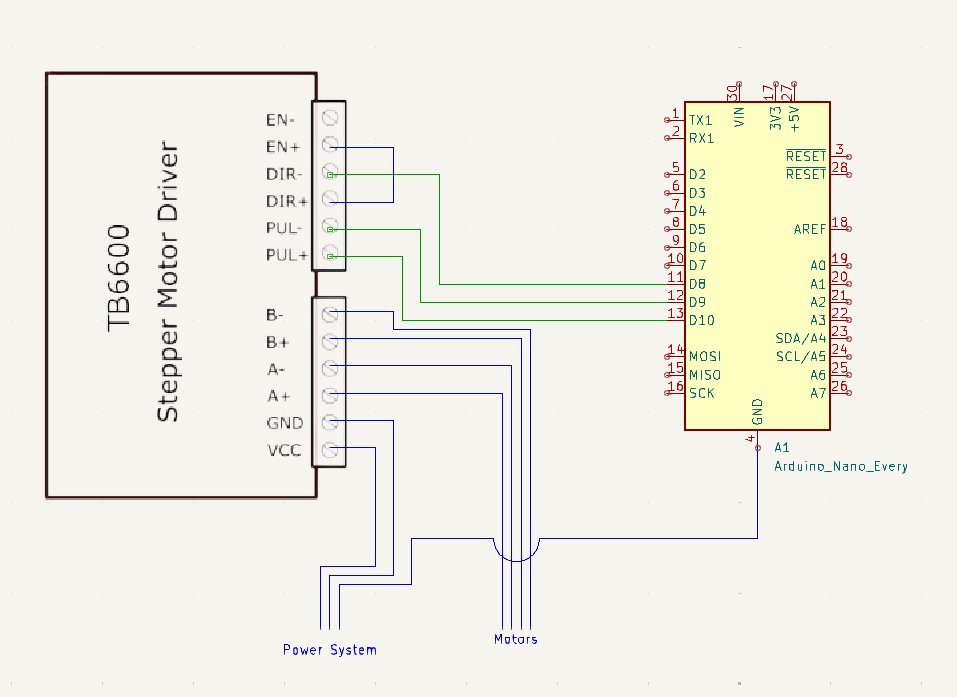 TB6600
Stepper Motor Driver
EN-
EN+
DIR-
DIR+
PUL-
PUL+
B-
B+
A-
A+
GND
VCC
30
VIN
17
3V3
27
+5V
1
TX1
2
RX1
5
D2
6
D3
7
D4
8
D5
9
D6
10
D7
11
D8
12
D9
13
D10
14
MOSI
15
MISO
16
SCK
RESET
3
RESET
28
AREF
18
A0
19
A1
20
A2
21
A3
22
SDA/A4
23
SCL/A5
24
A6
25
A7
26
GND
4
A1
Arduino_Nano_Every
Power System
Motors